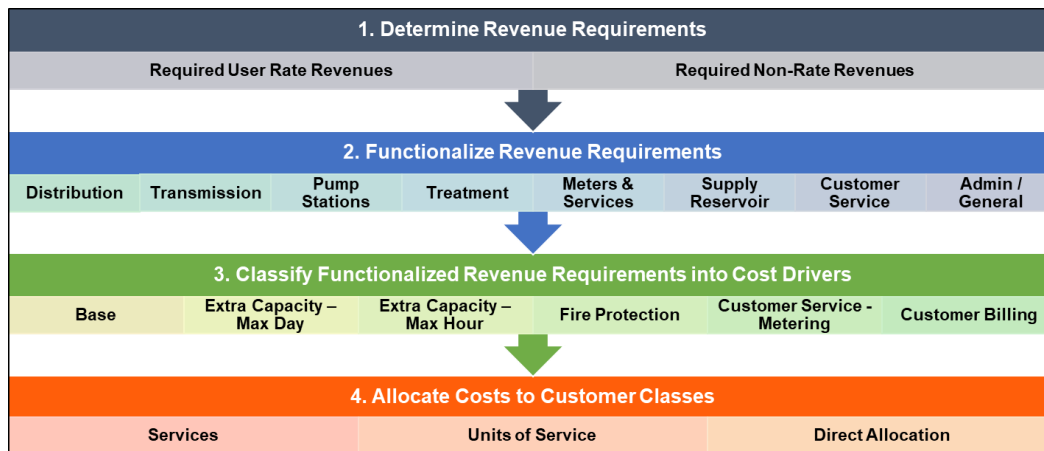 1. Determine Revenue Requirements
Required User Rate Revenues
Required Non-Rate Revenues
2. Functionalize Revenue Requirements
Distribution
Transmission
Pump
Stations
Treatment
Meters &
Services
Supply
Reservoir
Customer
Service
Admin /
General
3. Classify Functionalized Revenue Requirements into Cost Drivers
Base
Extra Capacity –
Max Day
Extra Capacity –
Max Hour
Fire Protection
Customer Service -
Metering
Customer Billing
4. Allocate Costs to Customer Classes
Services
Units of Service
Direct Allocation